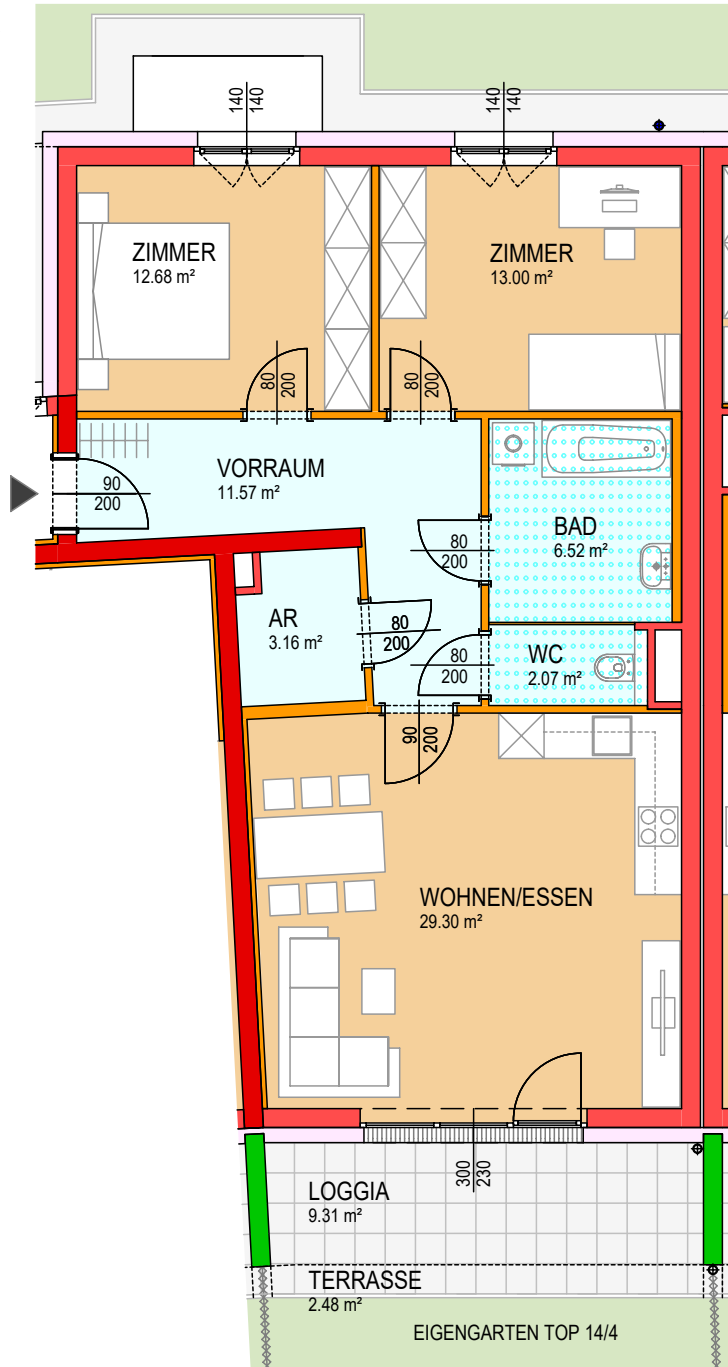 140
140
140
140
ZIMMER
12.68 m²
ZIMMER
13.00 m²
80
200
80
200
VORRAUM
11.57 m²
90
200
BAD
6.52 m²
80
200
AR
3.16 m²
80
200
WC
2.07 m²
80
200
90
200
WOHNEN/ESSEN
29.30 m²
300
230
LOGGIA
9.31 m²
TERRASSE
2.48 m²
EIGENGARTEN TOP 14/4